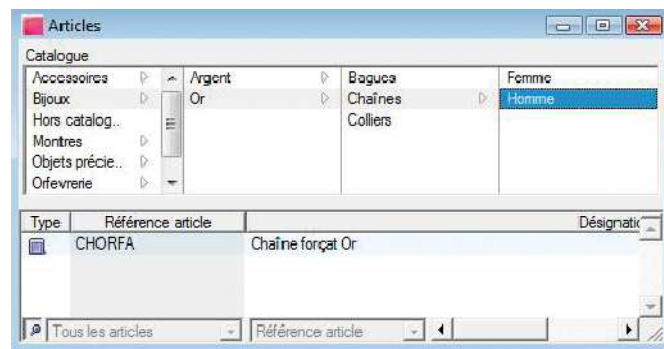 Articles
Catalogue
Accessoires Argent Bagues Femme
Bijoux Or Chaînes Homme
Hors catalog.. Colliers
Montres
Objets précie..
Orfevrerie
Type Référence article Désignatio
CHORFA Chaîne forçat Or
Tous les articles Référence article